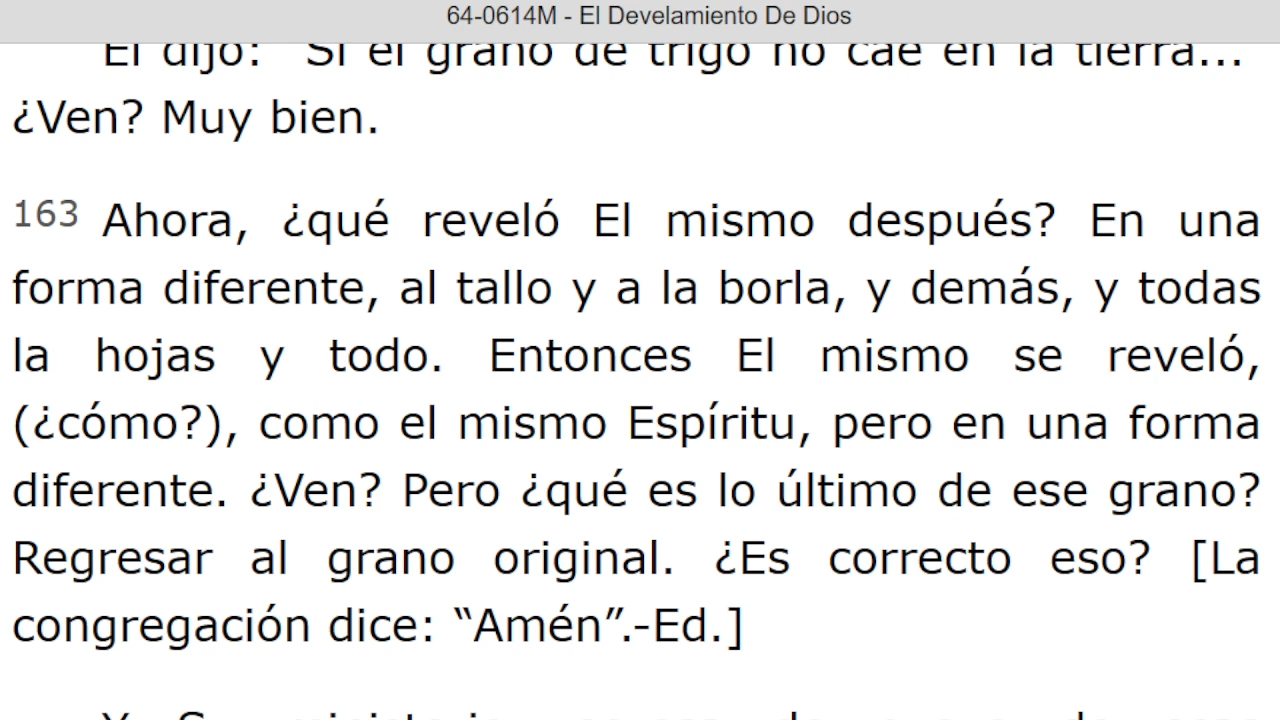 64-0614M - El Develamiento De Dios
El dijo: “Si el grano de trigo no cae en la tierra...
¿Ven? Muy bien.
163 Ahora, ¿qué reveló El mismo después? En una
forma diferente, al tallo y a la borla, y demás, y todas
la hojas y todo. Entonces El mismo se reveló,
(¿cómo?), como el mismo Espíritu, pero en una forma
diferente. ¿Ven? Pero ¿qué es lo último de ese grano?
Regresar al grano original. ¿Es correcto eso? [La
congregación dice: “Amén”.-Ed.]